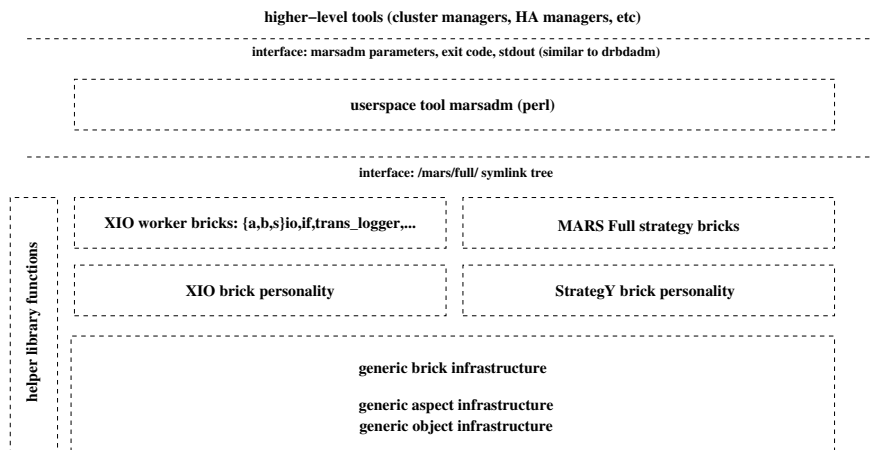 higher−level tools (cluster managers, HA managers, etc)
interface: marsadm parameters, exit code, stdout (similar to drbdadm)
userspace tool marsadm (perl)
interface: /mars/full/ symlink tree
helper library functions
XIO worker bricks: {a,b,s}io,if,trans_logger,...
MARS Full strategy bricks
XIO brick personality
StrategY brick personality
generic brick infrastructure
generic aspect infrastructure
generic object infrastructure